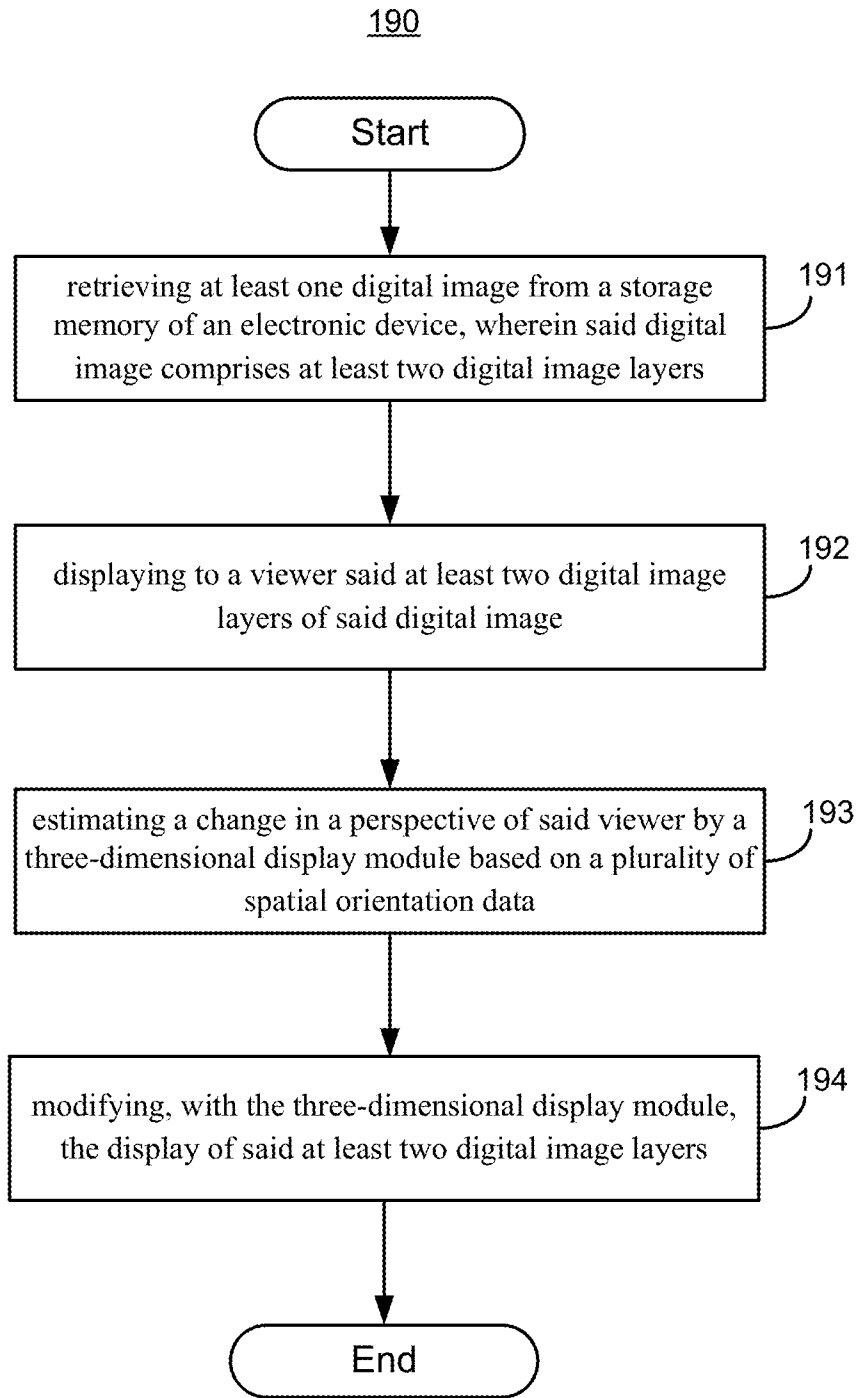 190
Start
retrieving at least one digital image from a storage
memory of an electronic device, wherein said digital
image comprises at least two digital image layers
191
displaying to a viewer said at least two digital image
layers of said digital image
192
estimating a change in a perspective of said viewer by a
three-dimensional display module based on a plurality of
spatial orientation data
193
modifying, with the three-dimensional display module,
the display of said at least two digital image layers
194
End